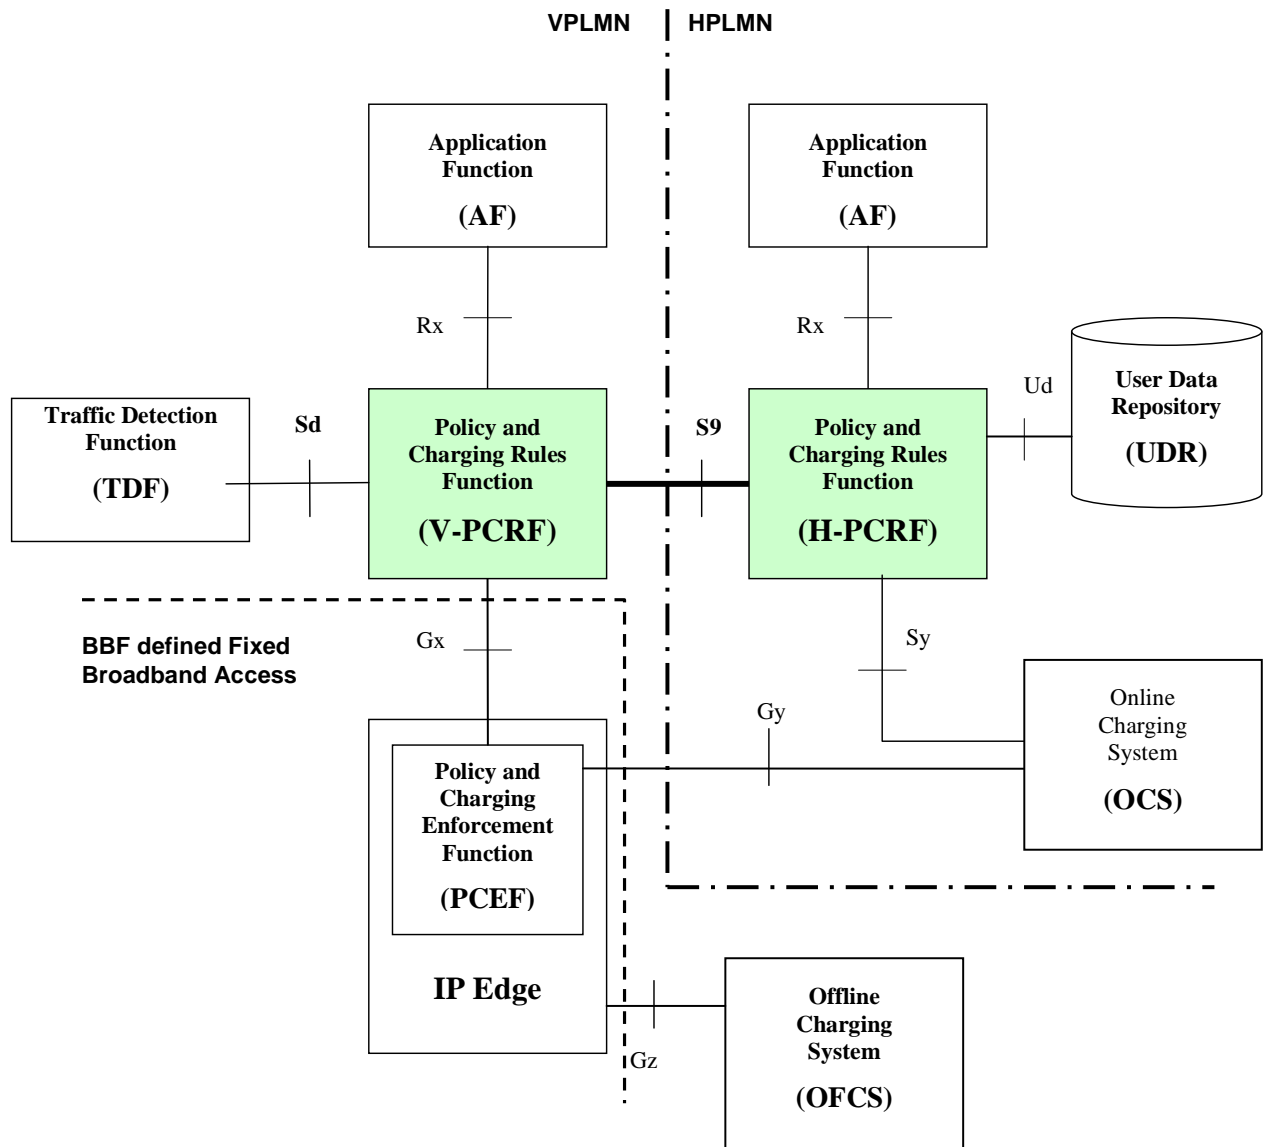 VPLMN
HPLMN
Application
Function
(AF)
Application
Function
(AF)
Rx
Rx
Traffic Detection
Function
(TDF)
Sd
Policy and
Charging Rules
Function
(V-PCRF)
S9
Policy and
Charging Rules
Function
(H-PCRF)
Ud
User Data
Repository
(UDR)
BBF defined Fixed
Broadband Access
Gx
Sy
Policy and
Charging
Enforcement
Function
(PCEF)
IP Edge
Gy
Online
Charging
System
(OCS)
Gz
Offline
Charging
System
(OFCS)